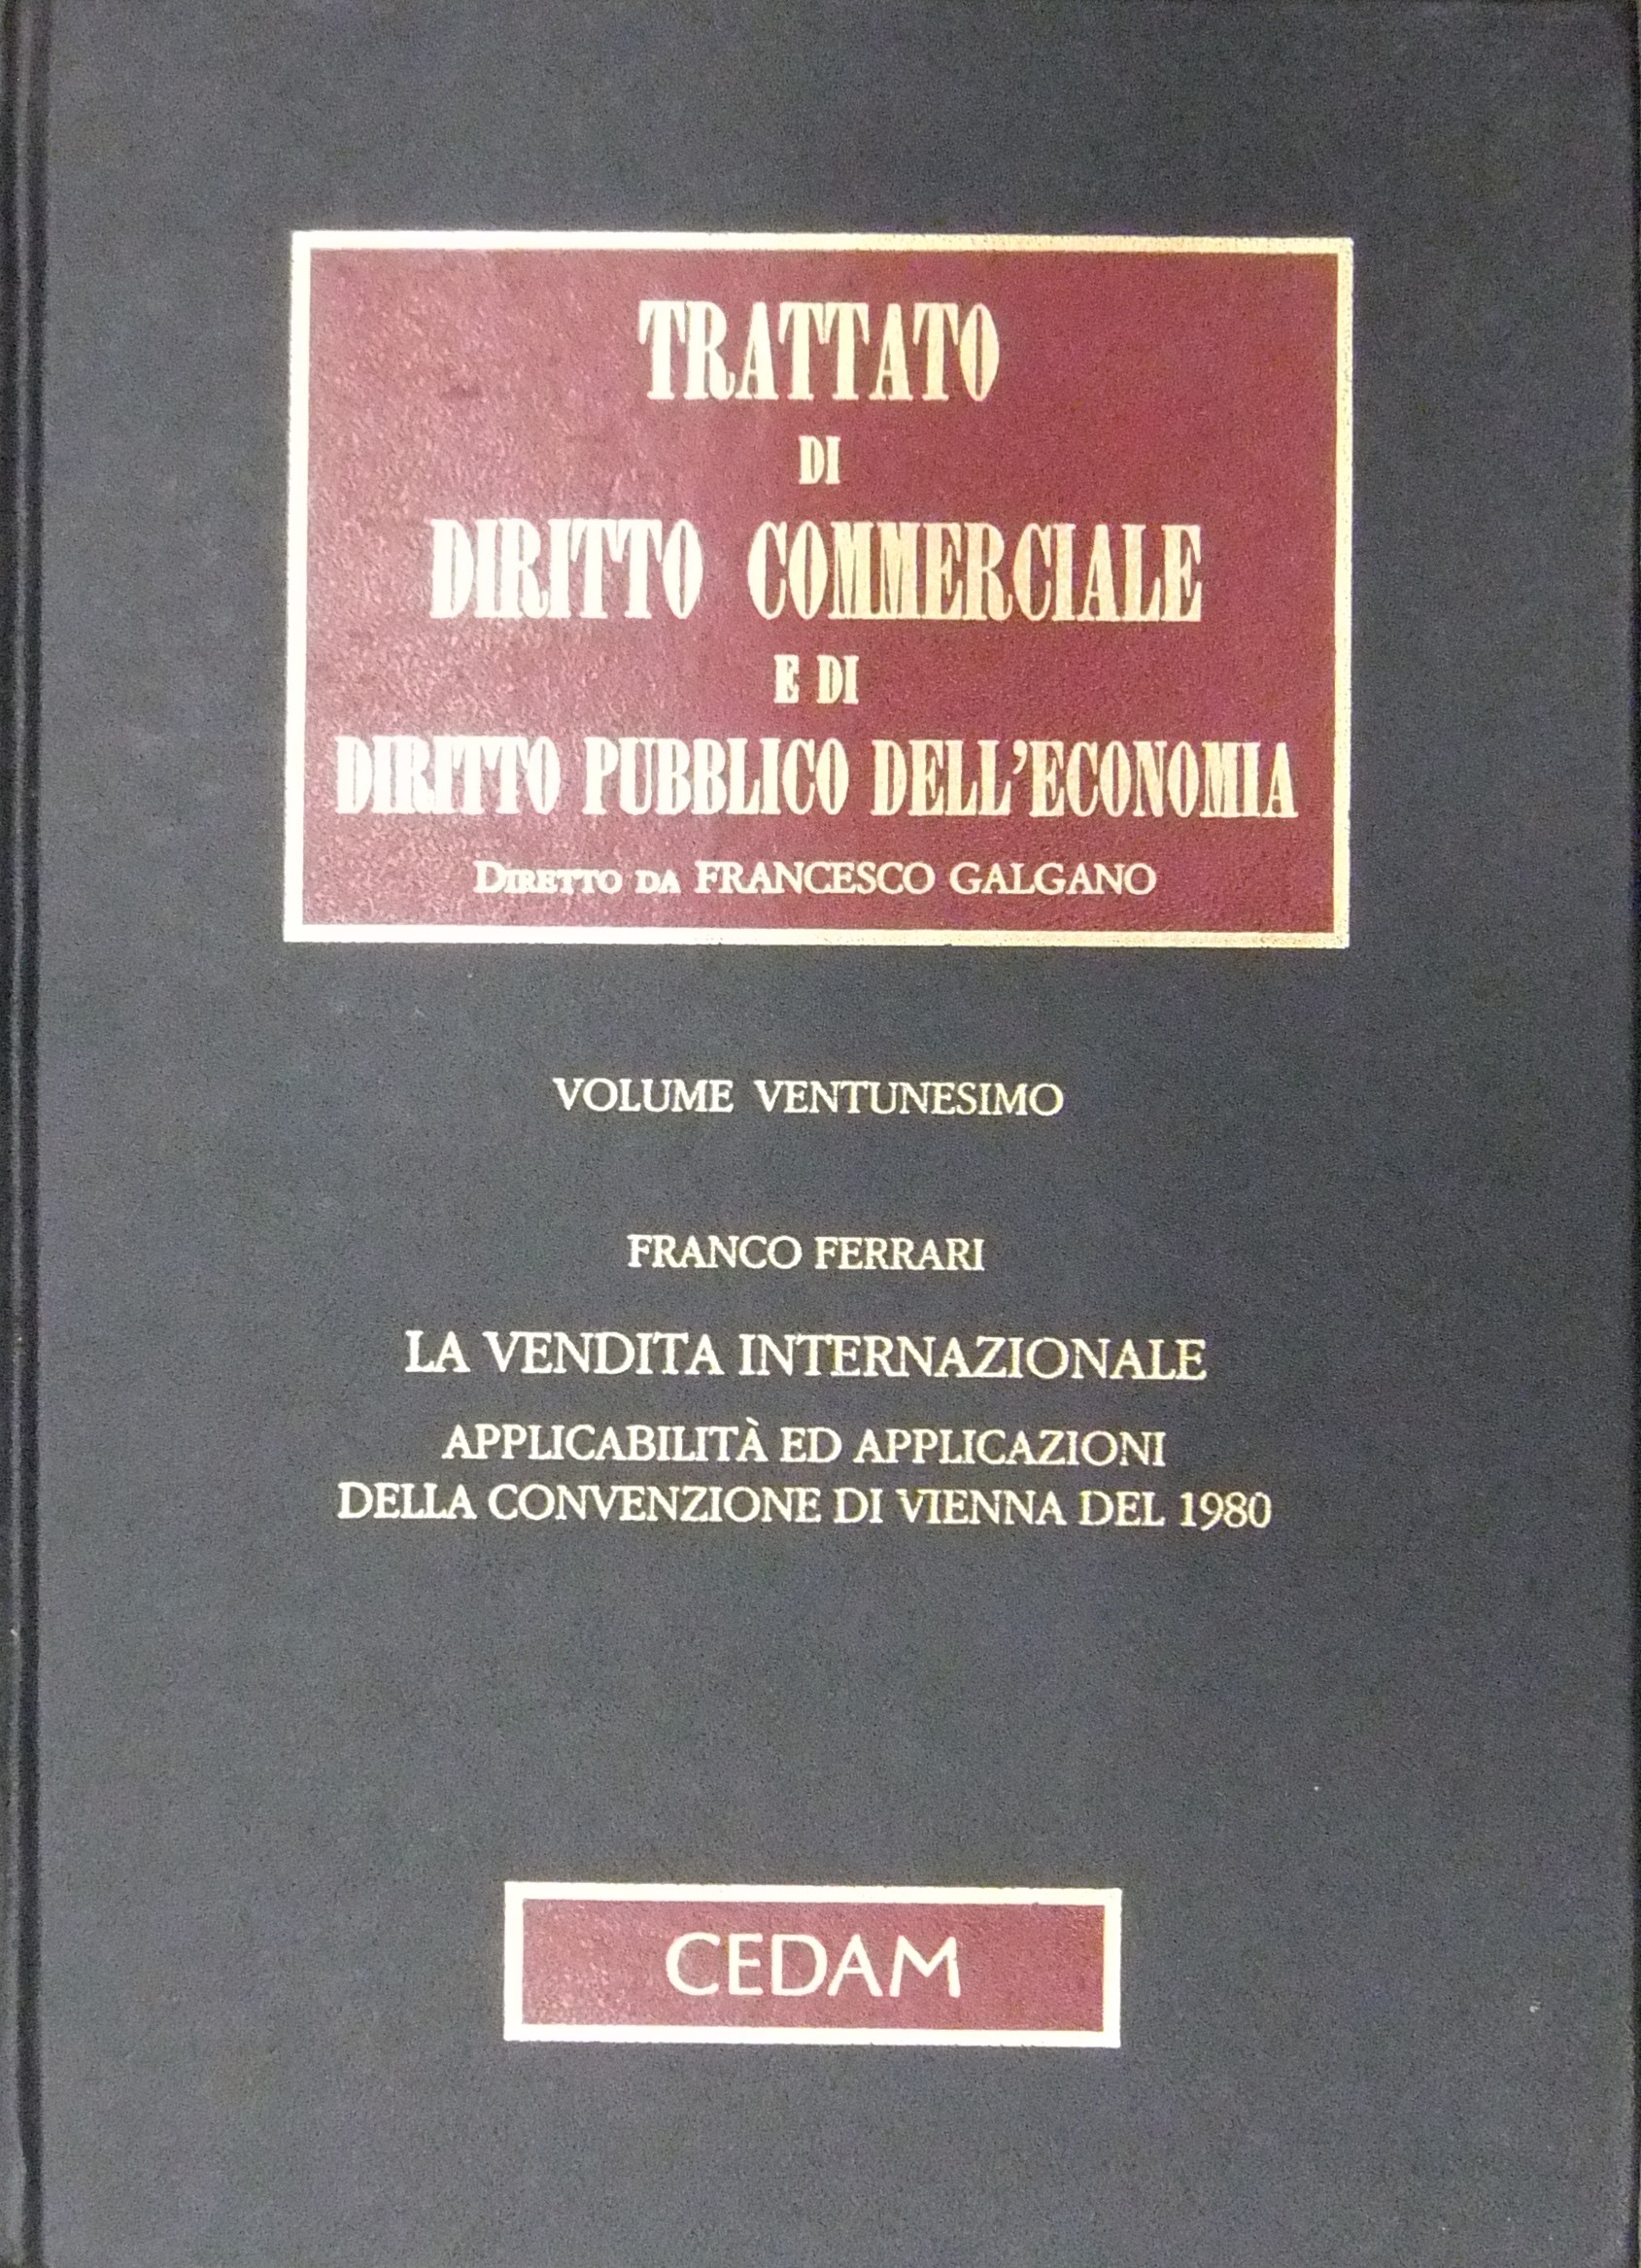 TRATTATO
DI
DIRITTO COMMERCIALE
E DI
DIRITTO PUBBLICO DELL'ECONOMIA
DIRETTO DA FRANCESCO GALGANO
VOLUME VENTUNESIMO
FRANCO FERRARI
LA VENDITA INTERNAZIONALE
APPLICABILITÀ ED APPLICAZIONI
DELLA CONVENZIONE DI VIENNA DEL 1980
CEDAM